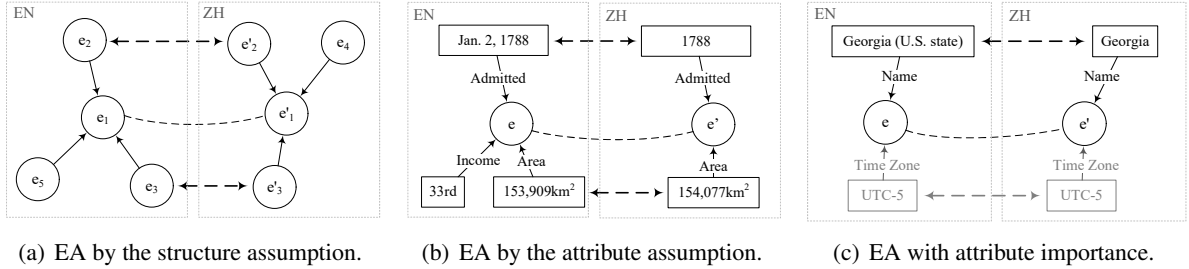 EN
ZH
e2
e'2
e4
e1
e'1
e5
e3
e'3
(a) EA by the structure assumption.
EN
ZH
Jan. 2, 1788
1788
Admitted
Admitted
e
e’
Income
Area
Area
33rd
153,909km²
154,077km²
(b) EA by the attribute assumption.
EN
ZH
Georgia (U.S. state)
Georgia
Name
Name
e
e'
Time Zone
Time Zone
UTC-5
UTC-5
(c) EA with attribute importance.